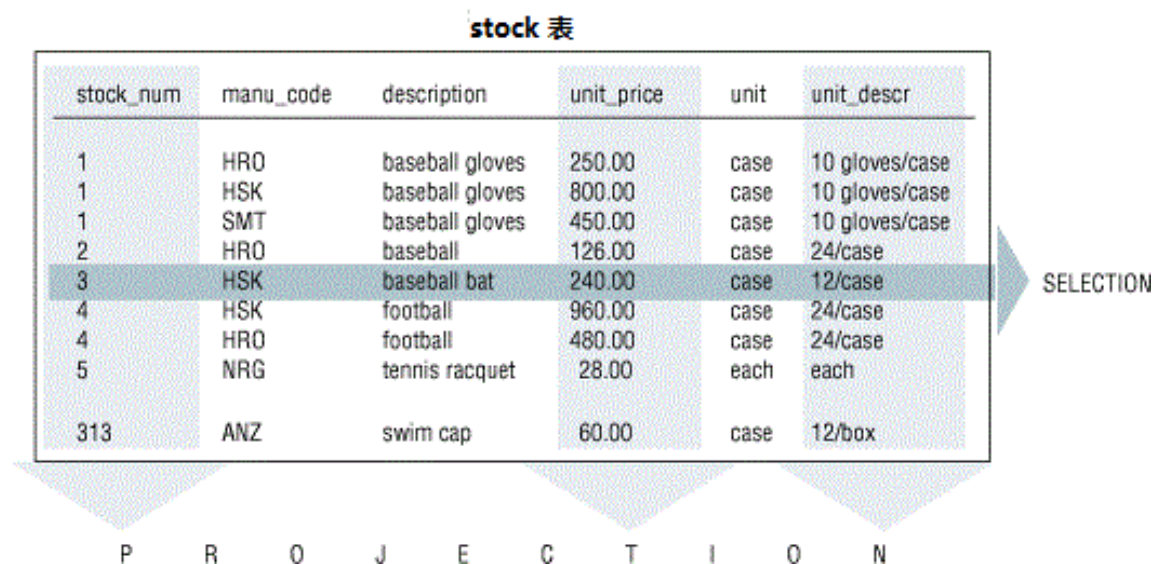 stock 表
stock_num manu_code description unit_price unit unit_descr
1 HRO baseball gloves 250.00 case 10 gloves/case
1 HSK baseball gloves 800.00 case 10 gloves/case
1 SMT baseball gloves 450.00 case 10 gloves/case
2 HRO baseball 126.00 case 24/case
3 HSK baseball bat 240.00 case 12/case
SELECTION
4 HSK football 960.00 case 24/case
4 HRO football 480.00 case 24/case
5 NRG tennis racquet 28.00 each each
313 ANZ swim cap 60.00 case 12/box
P R O J E C T I O N